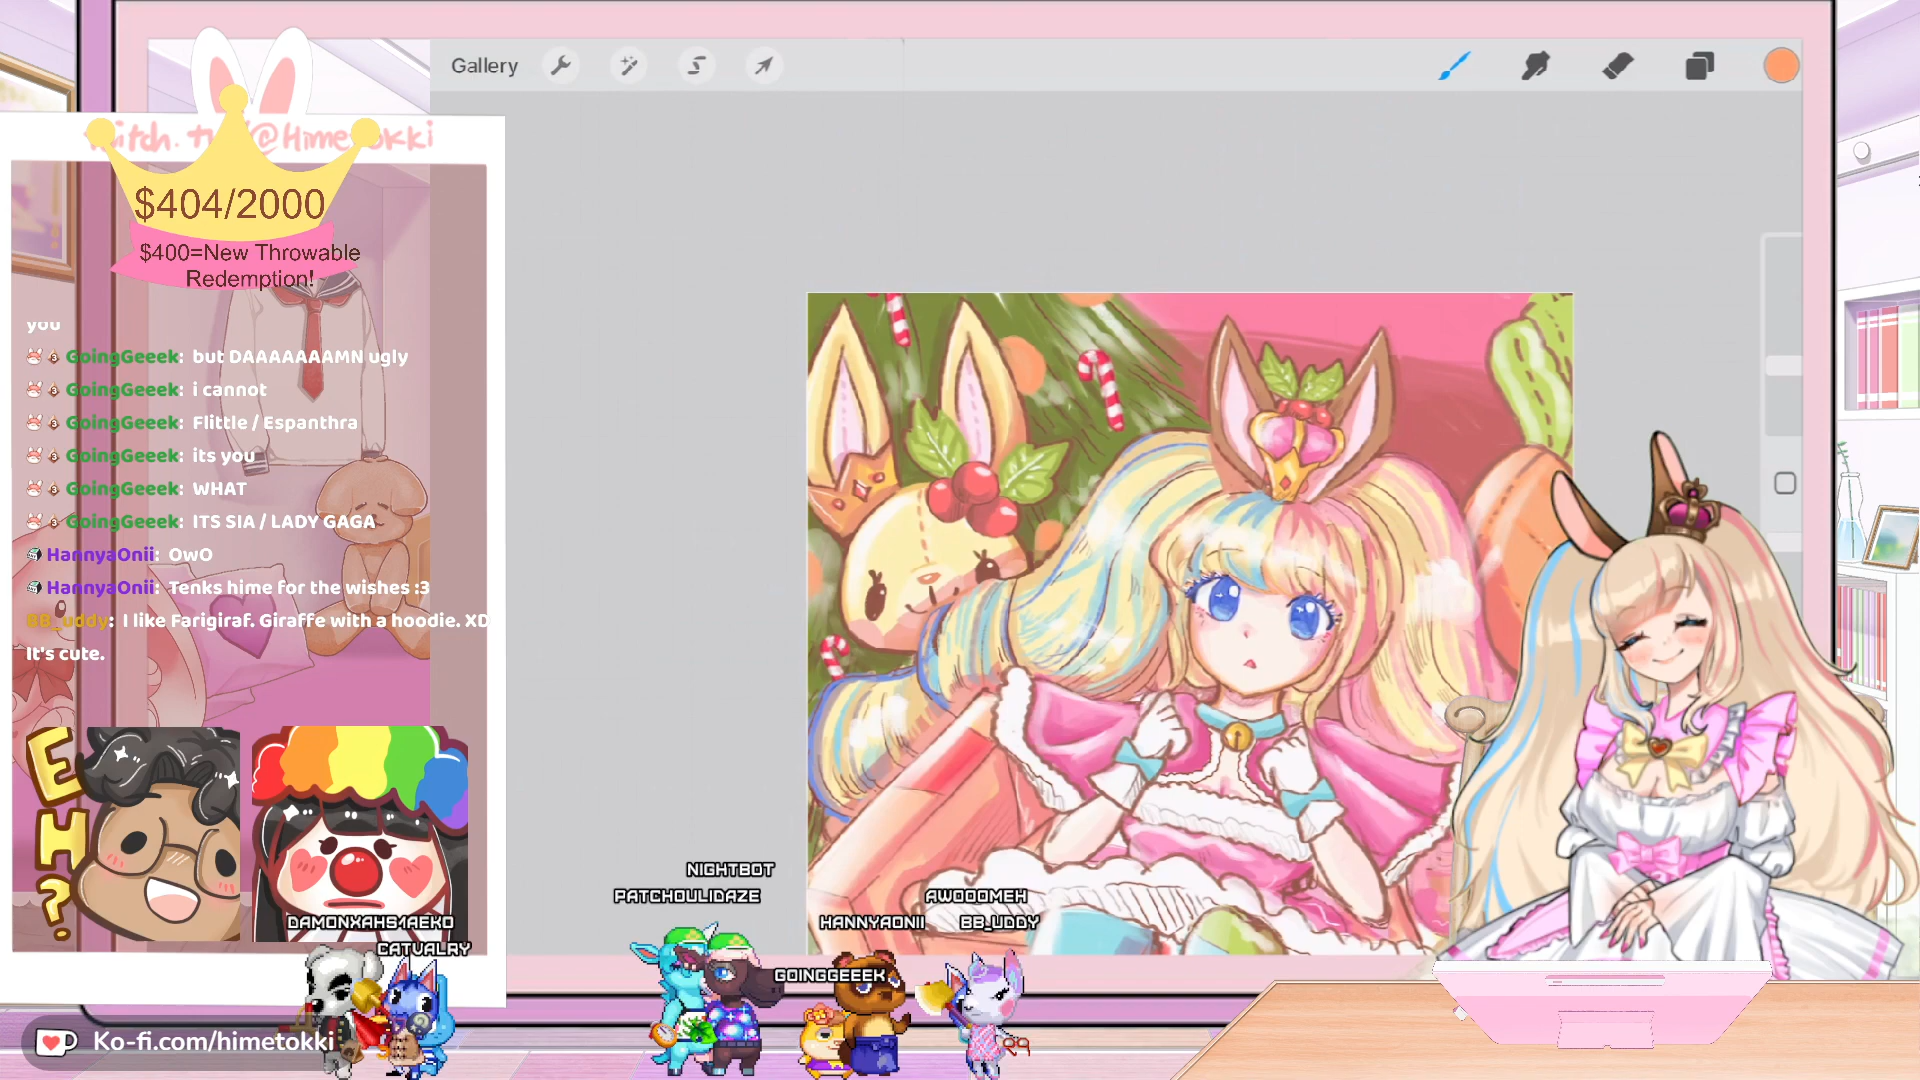 Gallery
twitch.tv/@Himetokki
$404/2000
$400=New Throwable
Redemption!
you
GoingGeeek: but DAAAAAAAMN ugly
GoingGeeek: i cannot
GoingGeeek: Flittle / Espanthra
GoingGeeek: its you
GoingGeeek: WHAT
GoingGeeek: ITS SIA / LADY GAGA
HannyaOnii: OwO
HannyaOnii: Tenks hime for the wishes :3
BB_uddy: I like Farigiraf. Giraffe with a hoodie. XD
It's cute.
EH?
NIGHTBOT
PATCHOULIDAZE
AWOOOMEH
HANNYAONII
BB_UDDY
CATVALRY
GOINGGEEEK
Ko-fi.com/himetokki